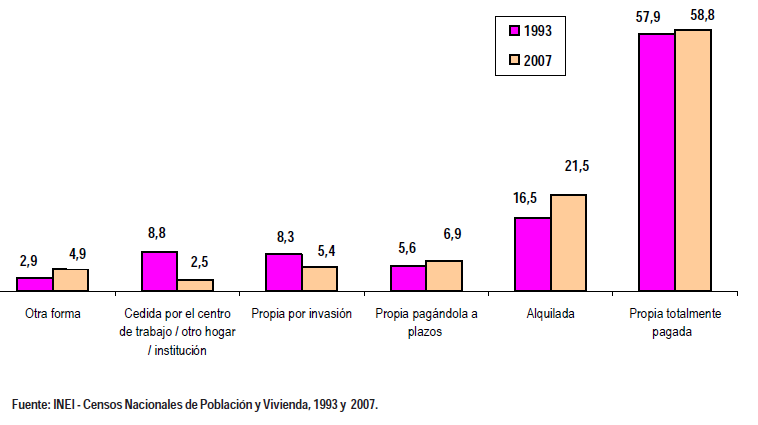 1993
2007
57,9 58,8
16,5 21,5
2,9 4,9 8,8 2,5 8,3 5,4 5,6 6,9
Otra forma
Cedida por el centro
de trabajo / otro hogar
/ institución
Propia por invasión
Propia pagándola a
plazos
Alquilada
Propia totalmente
pagada
Fuente: INEI - Censos Nacionales de Población y Vivienda, 1993 y 2007.